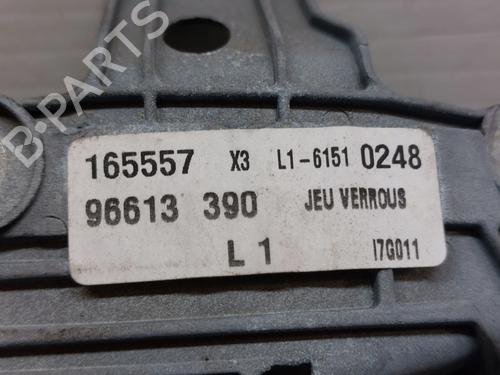 B-PARTS
165557 X3 L1-6151 0248
96613 390 JEU VERROUS
L 1 I7G011